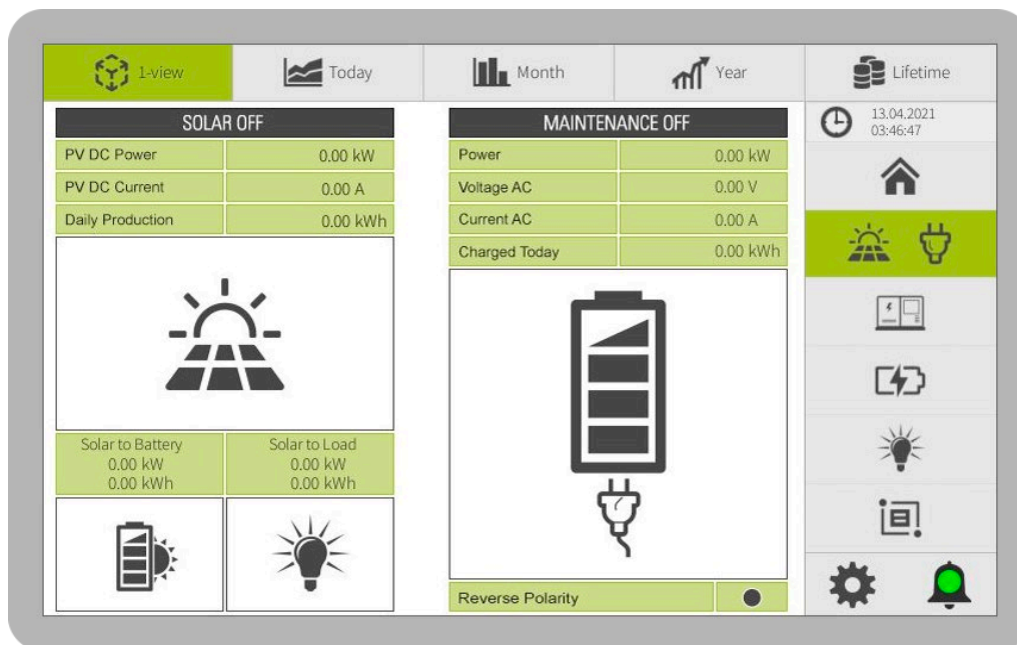 1-view
Today
Month
Year
Lifetime
SOLAR OFF
PV DC Power 0.00 kW
PV DC Current 0.00 A
Daily Production 0.00 kWh
Solar to Battery
0.00 kW
0.00 kWh
Solar to Load
0.00 kW
0.00 kWh
MAINTENANCE OFF
Power 0.00 kW
Voltage AC 0.00 V
Current AC 0.00 A
Charged Today 0.00 kWh
Reverse Polarity
13.04.2021
03:46:47